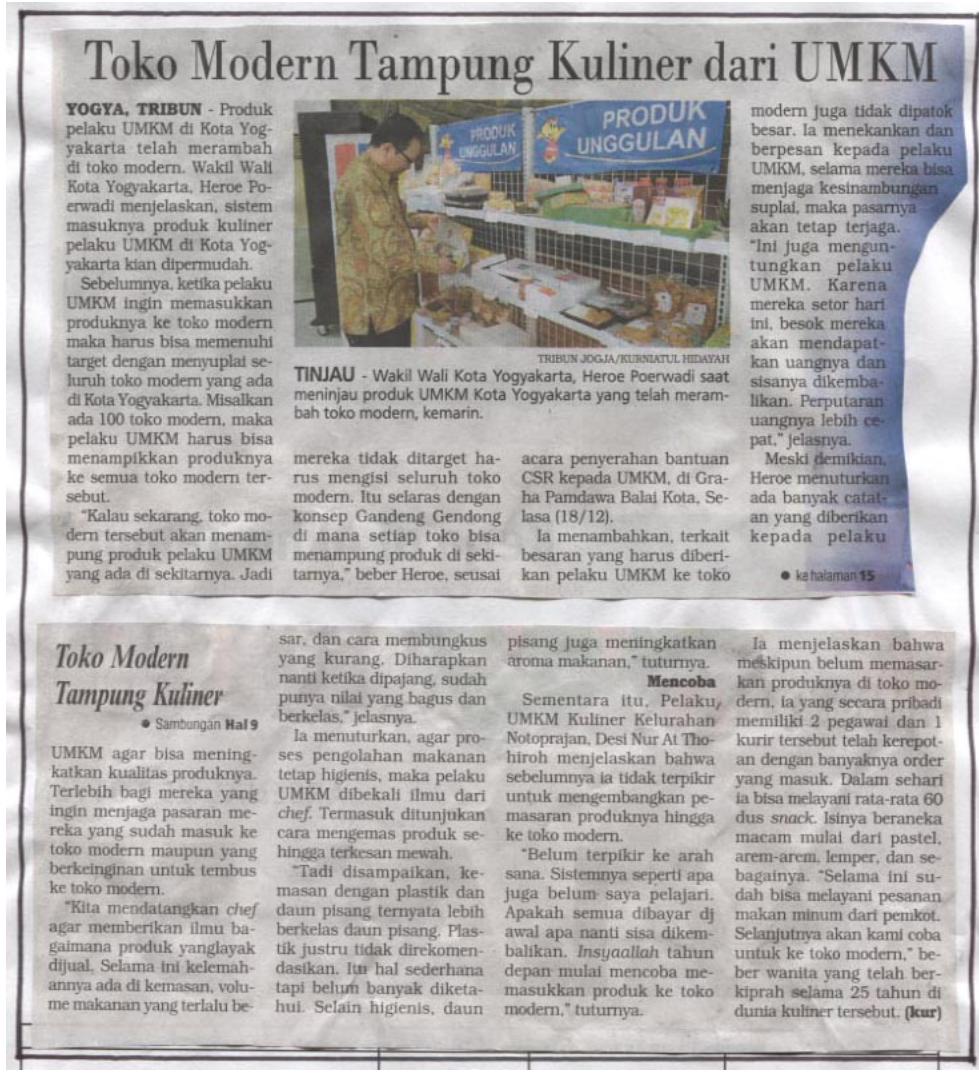 Toko Modern Tampung Kuliner dari UMKM
YOGYA, TRIBUN - Produk
pelaku UMKM di Kota Yog-
yakarta telah merambah
di toko modern. Wakil Wali
Kota Yogyakarta, Heroe Po-
erwadi menjelaskan, sistem
masuknya produk kuliner
pelaku UMKM di Kota Yog-
yakarta kian dipermudah.
Sebelumnya, ketika pelaku
UMKM ingin memasukkan
produknya ke toko modern
maka harus bisa memenuhi
target dengan menyuplai se-
luruh toko modern yang ada
di Kota Yogyakarta. Misalkan
ada 100 toko modern, maka
pelaku UMKM harus bisa
menampikkan produknya
ke semua toko modern ter-
sebut.
"Kalau sekarang, toko mo-
dern tersebut akan menam-
pung produk pelaku UMKM
yang ada di sekitarnya. Jadi
PRODUK
UNGGULAN
PRODUK
UNGGULAN
TRIBUN JOGJA/KURNIATUL HIDAYAH
TINJAU - Wakil Wali Kota Yogyakarta, Heroe Poerwadi saat
meninjau produk UMKM Kota Yogyakarta yang telah meram-
bah toko modern, kemarin.
mereka tidak ditarget ha-
rus mengisi seluruh toko
modern. Itu selaras dengan
konsep Gandeng Gendong
di mana setiap toko bisa
menampung produk di seki-
tarnya," beber Heroe, seusai
acara penyerahan bantuan
CSR kepada UMKM, di Gra-
ha Pamdawa Balai Kota, Se-
lasa (18/12).
Ia menambahkan, terkait
besaran yang harus diberi-
kan pelaku UMKM ke toko
modern juga tidak dipatok
besar. Ia menekankan dan
berpesan kepada pelaku
UMKM, selama mereka bisa
menjaga kesinambungan
suplai, maka pasarnya
akan tetap terjaga.
"Ini juga mengun-
tungkan pelaku
UMKM. Karena
mereka setor hari
ini, besok mereka
akan mendapat-
kan uangnya dan
sisanya dikemba-
likan. Perputaran
uangnya lebih ce-
pat," jelasnya.
Meski demikian,
Heroe menuturkan
ada banyak catat-
an yang diberikan
kepada pelaku
● ke halaman 15
Toko Modern
Tampung Kuliner
● Sambungan Hal 9
UMKM agar bisa mening-
katkan kualitas produknya.
Terlebih bagi mereka yang
ingin menjaga pasaran me-
reka yang sudah masuk ke
toko modern maupun yang
berkeinginan untuk tembus
ke toko modern.
"Kita mendatangkan chef
agar memberikan ilmu ba-
gaimana produk yanglayak
dijual. Selama ini kelemah-
annya ada di kemasan, volu-
me makanan yang terlalu be-
sar, dan cara membungkus
yang kurang. Diharapkan
nanti ketika dipajang, sudah
punya nilai yang bagus dan
berkelas," jelasnya.
Ia menuturkan, agar pro-
ses pengolahan makanan
tetap higienis, maka pelaku
UMKM dibekali ilmu dari
chef. Termasuk ditunjukan
cara mengemas produk se-
hingga terkesan mewah.
"Tadi disampaikan, ke-
masan dengan plastik dan
daun pisang ternyata lebih
berkelas daun pisang. Plas-
tik justru tidak direkomen-
dasikan. Itu hal sederhana
tapi belum banyak diketa-
hui. Selain higienis, daun
pisang juga meningkatkan
aroma makanan," tuturnya.
Mencoba
Sementara itu, Pelaku
UMKM Kuliner Kelurahan
Notoprajan, Desi Nur At Tho-
hiroh menjelaskan bahwa
sebelumnya ia tidak terpikir
untuk mengembangkan pe-
masaran produknya hingga
ke toko modern.
"Belum terpikir ke arah
sana. Sistemnya seperti apa
juga belum saya pelajari.
Apakah semua dibayar di
awal apa nanti sisa dikem-
balikan. Insyaallah tahun
depan mulai mencoba me-
masukkan produk ke toko
modern," tuturnya.
Ia menjelaskan bahwa
meskipun belum memasar-
kan produknya di toko mo-
dern, ia yang secara pribadi
memiliki 2 pegawai dan 1
kurir tersebut telah kerepot-
an dengan banyaknya order
yang masuk. Dalam sehari
ia bisa melayani rata-rata 60
dus snack. Isinya beraneka
macam mulai dari pastel,
arem-arem, lemper, dan se-
bagainya. "Selama ini su-
dah bisa melayani pesanan
makan minum dari pemkot.
Selanjutnya akan kami coba
untuk ke toko modern," be-
ber wanita yang telah ber-
kiprah selama 25 tahun di
dunia kuliner tersebut. (kur)